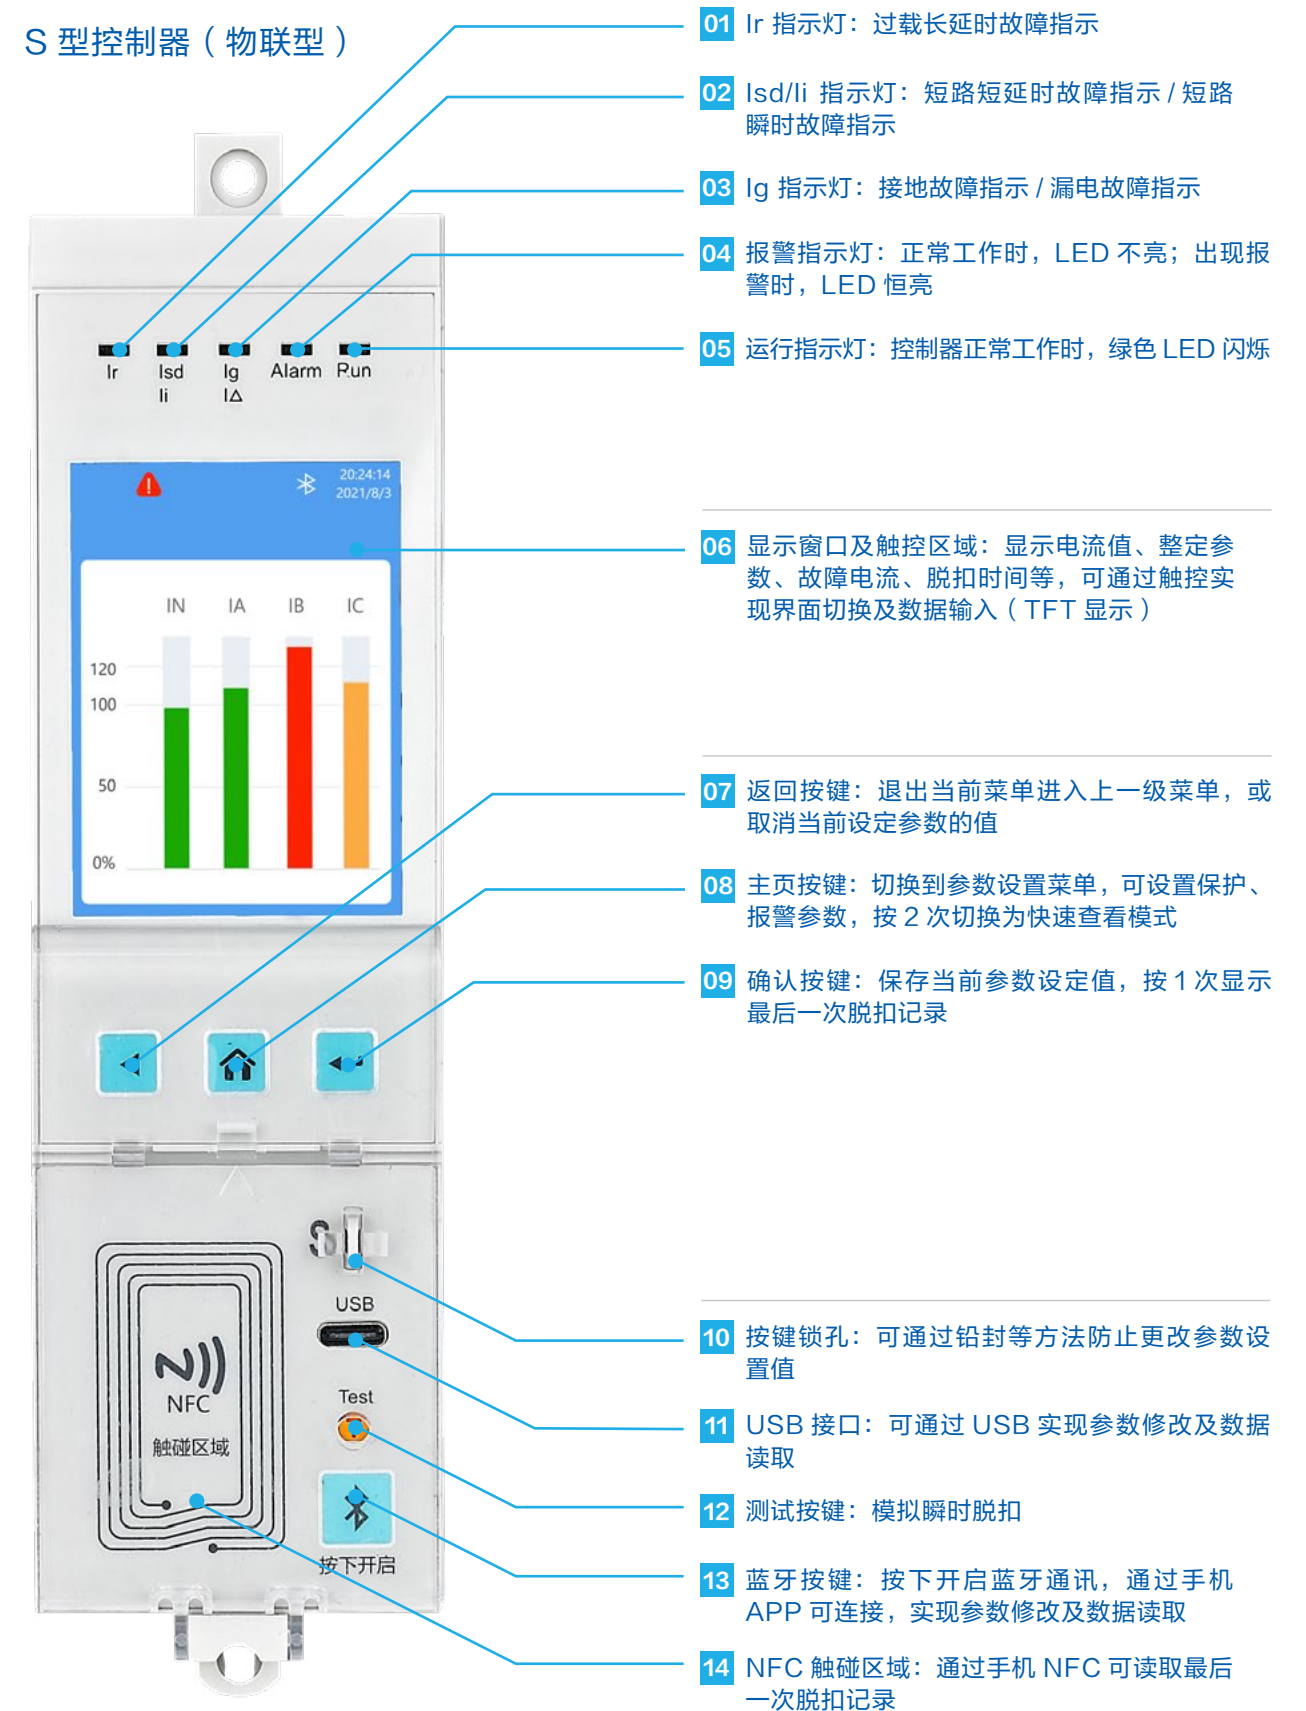 S 型控制器（物联型）
01 Ir 指示灯：过载长延时故障指示
02 Isd/Ii 指示灯：短路短延时故障指示 / 短路
瞬时故障指示
03 Ig 指示灯：接地故障指示 / 漏电故障指示
04 报警指示灯：正常工作时，LED 不亮；出现报
警时，LED 恒亮
05 运行指示灯：控制器正常工作时，绿色 LED 闪烁
Ir Isd Ig Alarm Run
Ii I△
20:24:14
2021/8/3
06 显示窗口及触控区域：显示电流值、整定参
数、故障电流、脱扣时间等，可通过触控实
现界面切换及数据输入（TFT 显示）
IN IA IB IC
120
100
50
0%
07 返回按键：退出当前菜单进入上一级菜单，或
取消当前设定参数的值
08 主页按键：切换到参数设置菜单，可设置保护、
报警参数，按 2 次切换为快速查看模式
09 确认按键：保存当前参数设定值，按 1 次显示
最后一次脱扣记录
S
USB
NFC
触碰区域
Test
按下开启
10 按键锁孔：可通过铅封等方法防止更改参数设
置值
11 USB 接口：可通过 USB 实现参数修改及数据
读取
12 测试按键：模拟瞬时脱扣
13 蓝牙按键：按下开启蓝牙通讯，通过手机
APP 可连接，实现参数修改及数据读取
14 NFC 触碰区域：通过手机 NFC 可读取最后
一次脱扣记录